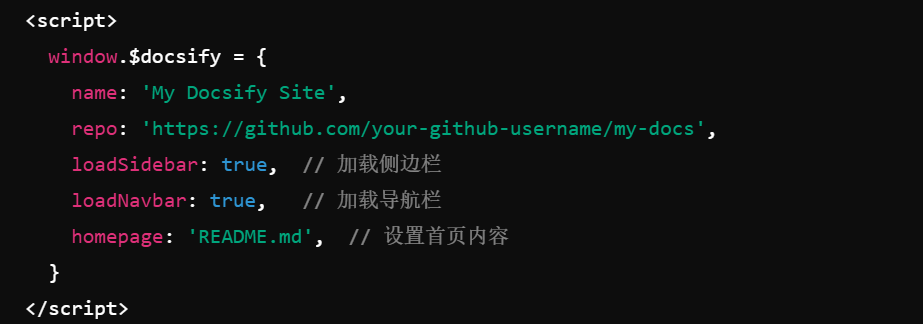 <script>
window.$docsify = {
name: 'My Docsify Site',
repo: 'https://github.com/your-github-username/my-docs',
loadSidebar: true,  // 加载侧边栏
loadNavbar: true,   // 加载导航栏
homepage: 'README.md',  // 设置首页内容
}
</script>